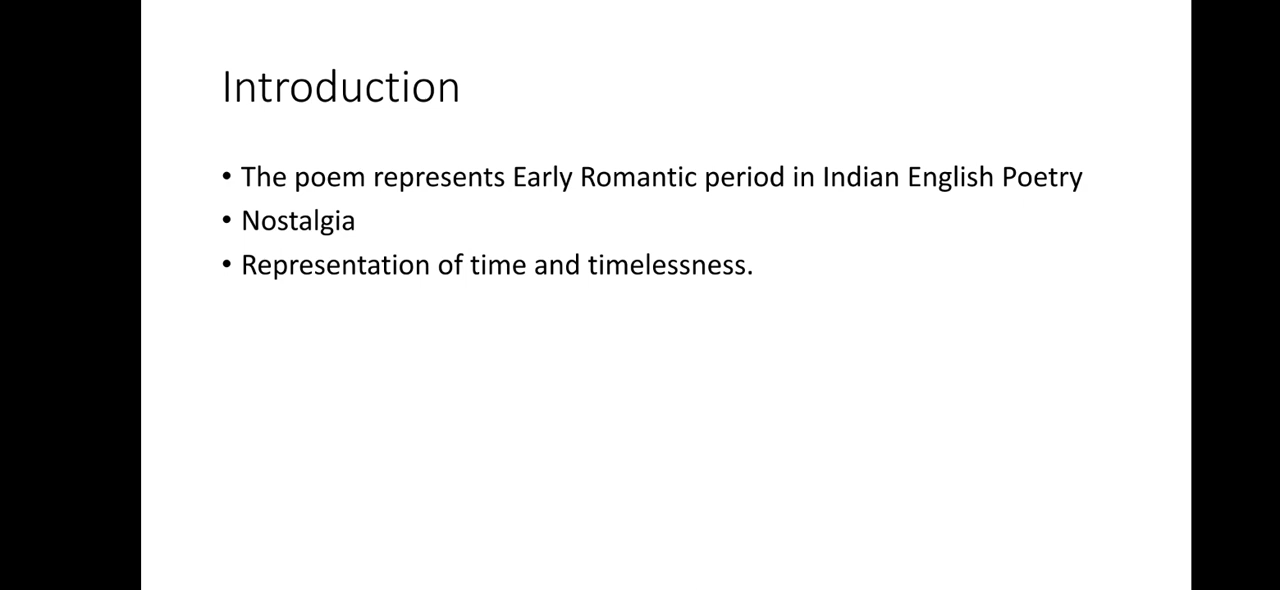 Introduction
• The poem represents Early Romantic period in Indian English Poetry
• Nostalgia
• Representation of time and timelessness.